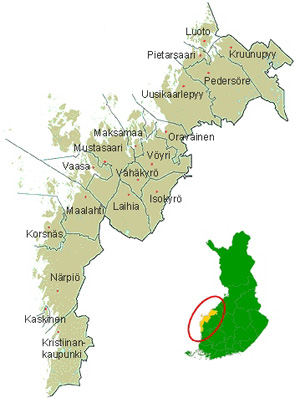 Luoto
Kruunupyy
Pietarsaari
Pedersöre
Uusikaarlepyy
Maksamaa
Oravainen
Mustasaari
Vöyri
Vaasa
Vähäkyrö
Isokyrö
Laihia
Maalahti
Korsnäs
Närpiö
Kaskinen
Kristiinan-
kaupunki